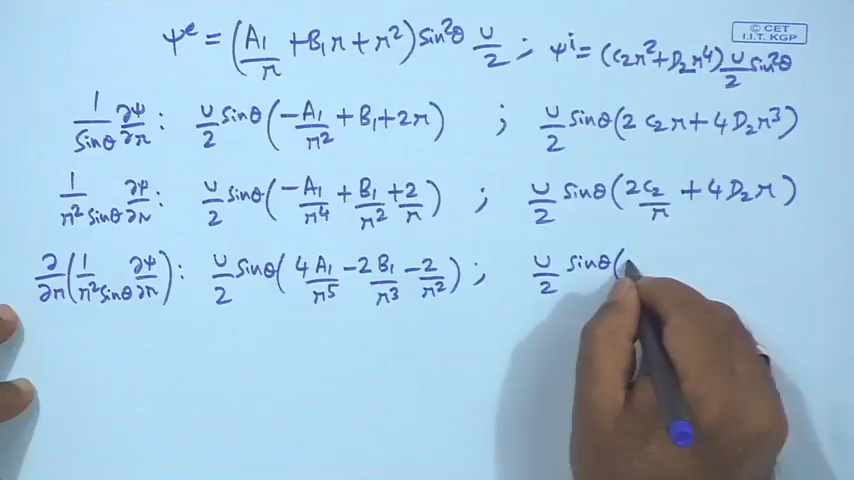 © CET
I.I.T. KGP
ψᵉ = (A₁/r + B₁r + r²) sin²θ U/2 ; ψⁱ = (C₂r² + D₂r⁴) U/2 sin²θ
1/sinθ ∂ψ/∂r : U/2 sinθ (−A₁/r² + B₁ + 2r) ; U/2 sinθ (2C₂r + 4D₂r³)
1/r² sinθ ∂ψ/∂r : U/2 sinθ (−A₁/r⁴ + B₁/r² + 2/r) ; U/2 sinθ (2C₂/r + 4D₂r)
∂/∂r (1/r² sinθ ∂ψ/∂r) : U/2 sinθ (4A₁/r⁵ − 2B₁/r³ − 2/r²) ; U/2 sinθ (